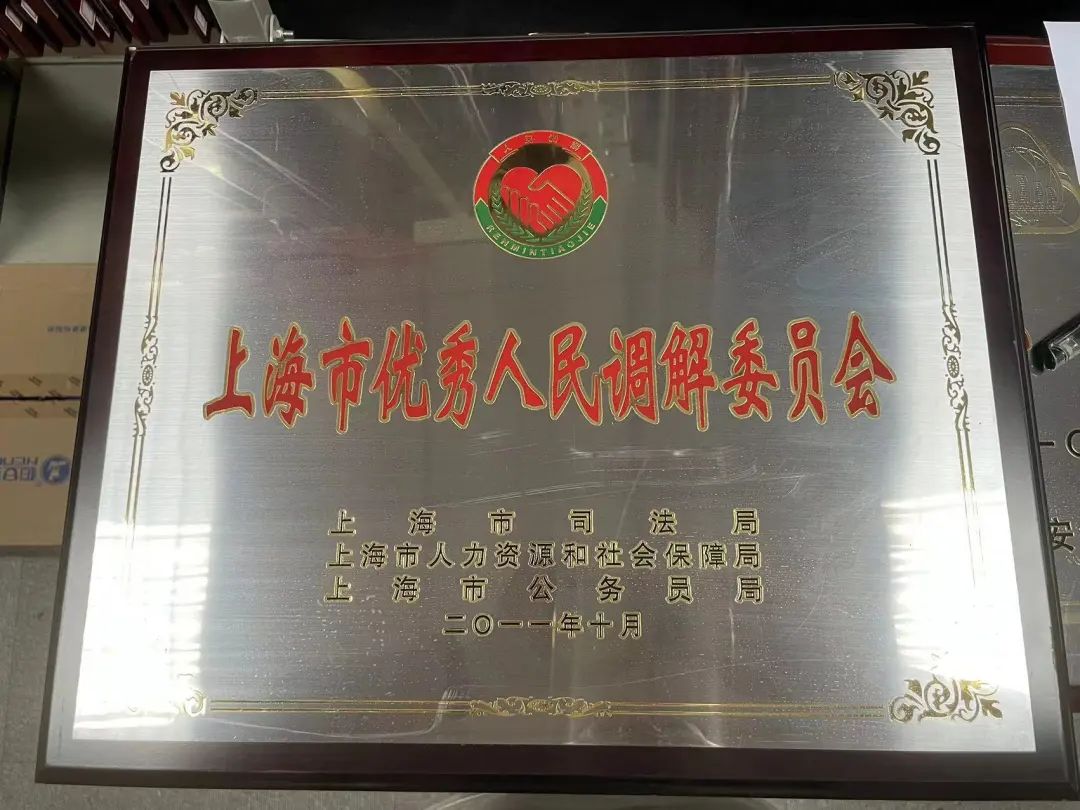 人民调解
RENMINTIAOJIE
上海市优秀人民调解委员会
上海市司法局
上海市人力资源和社会保障局
上海市公务员局
二〇一一年十月
安